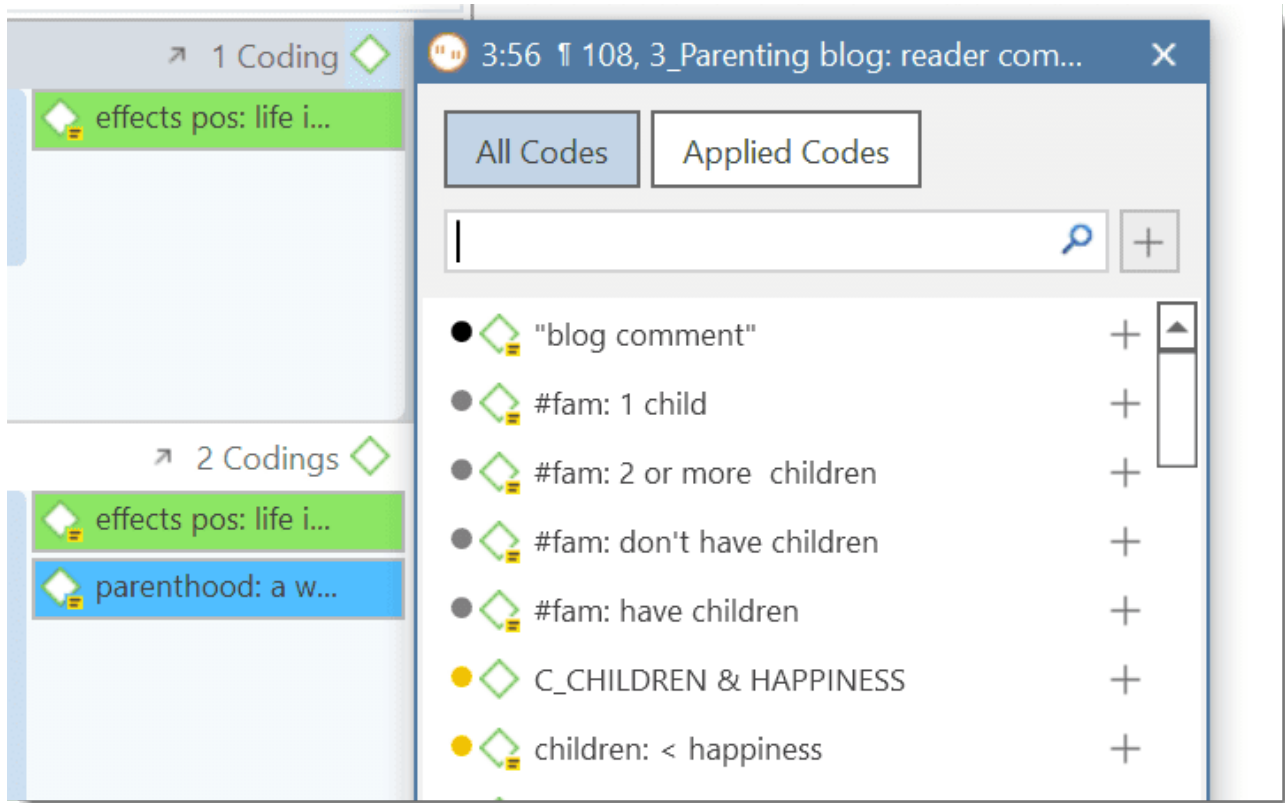 1 Coding
effects pos: life i...
2 Codings
effects pos: life i...
parenthood: a w...
3:56 ¶ 108, 3_Parenting blog: reader com...
All Codes
Applied Codes
"blog comment"
#fam: 1 child
#fam: 2 or more  children
#fam: don't have children
#fam: have children
C_CHILDREN & HAPPINESS
children: < happiness